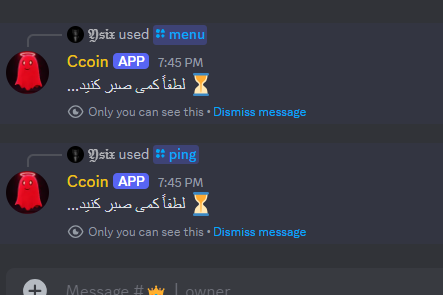 used menu
Ccoin APP 7:45 PM
لطفاً کمی صبر کنید...
Only you can see this • Dismiss message
used ping
Ccoin APP 7:45 PM
لطفاً کمی صبر کنید...
Only you can see this • Dismiss message
Message # 👑 | owner